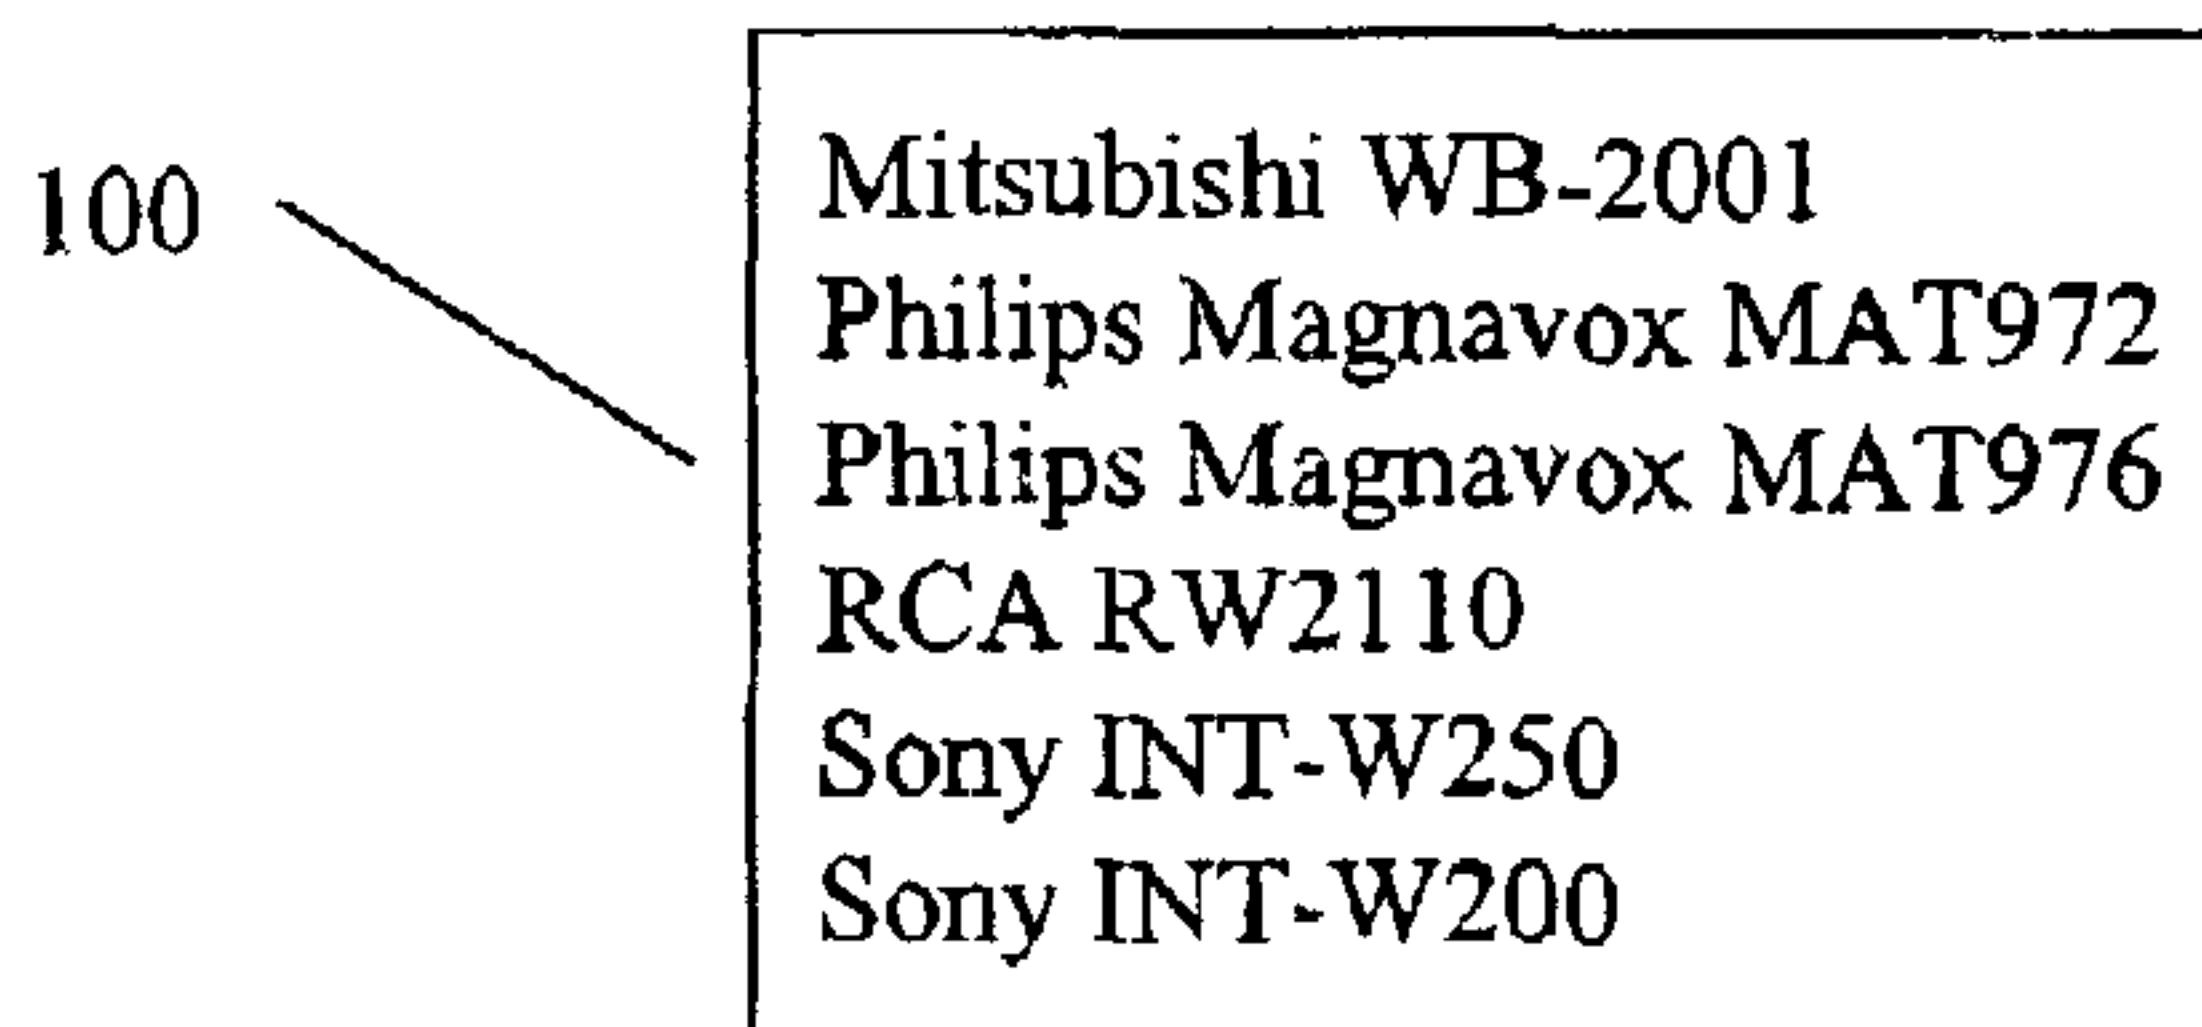 100
Mitsubishi WB-2001
Philips Magnavox MAT972
Philips Magnavox MAT976
RCA RW2110
Sony INT-W250
Sony INT-W200